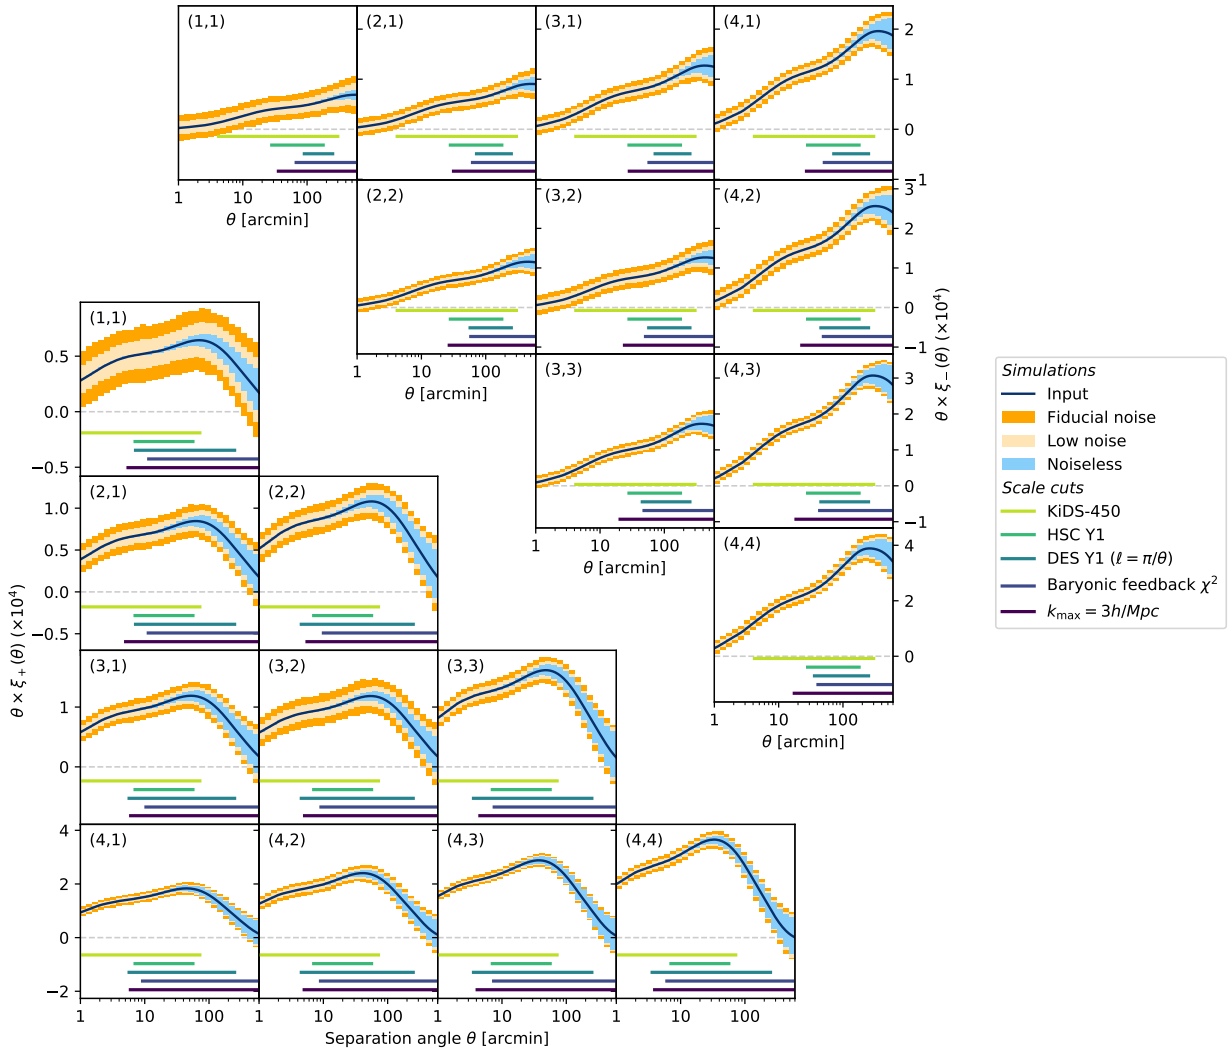 (1,1) (2,1) (3,1) (4,1)
2
1
0
−1
1 10 100
θ [arcmin]
(2,2) (3,2) (4,2)
3
2
1
0
−1
1 10 100
θ [arcmin]
θ × ξ₋(θ) (×10⁴)
(3,3) (4,3)
3
2
1
0
−1
1 10 100
θ [arcmin]
(4,4)
4
2
0
1 10 100
θ [arcmin]
Simulations
Input
Fiducial noise
Low noise
Noiseless
Scale cuts
KiDS-450
HSC Y1
DES Y1 (ℓ = π/θ)
Baryonic feedback χ²
k_max = 3h/Mpc
θ × ξ₊(θ) (×10⁴)
(1,1)
0.5
0.0
−0.5
(2,1) (2,2)
1.0
0.5
0.0
−0.5
(3,1) (3,2) (3,3)
1
0
(4,1) (4,2) (4,3) (4,4)
4
2
0
−2
1 10 100 1 10 100 1 10 100 1 10 100
Separation angle θ [arcmin] θ [arcmin] θ [arcmin]